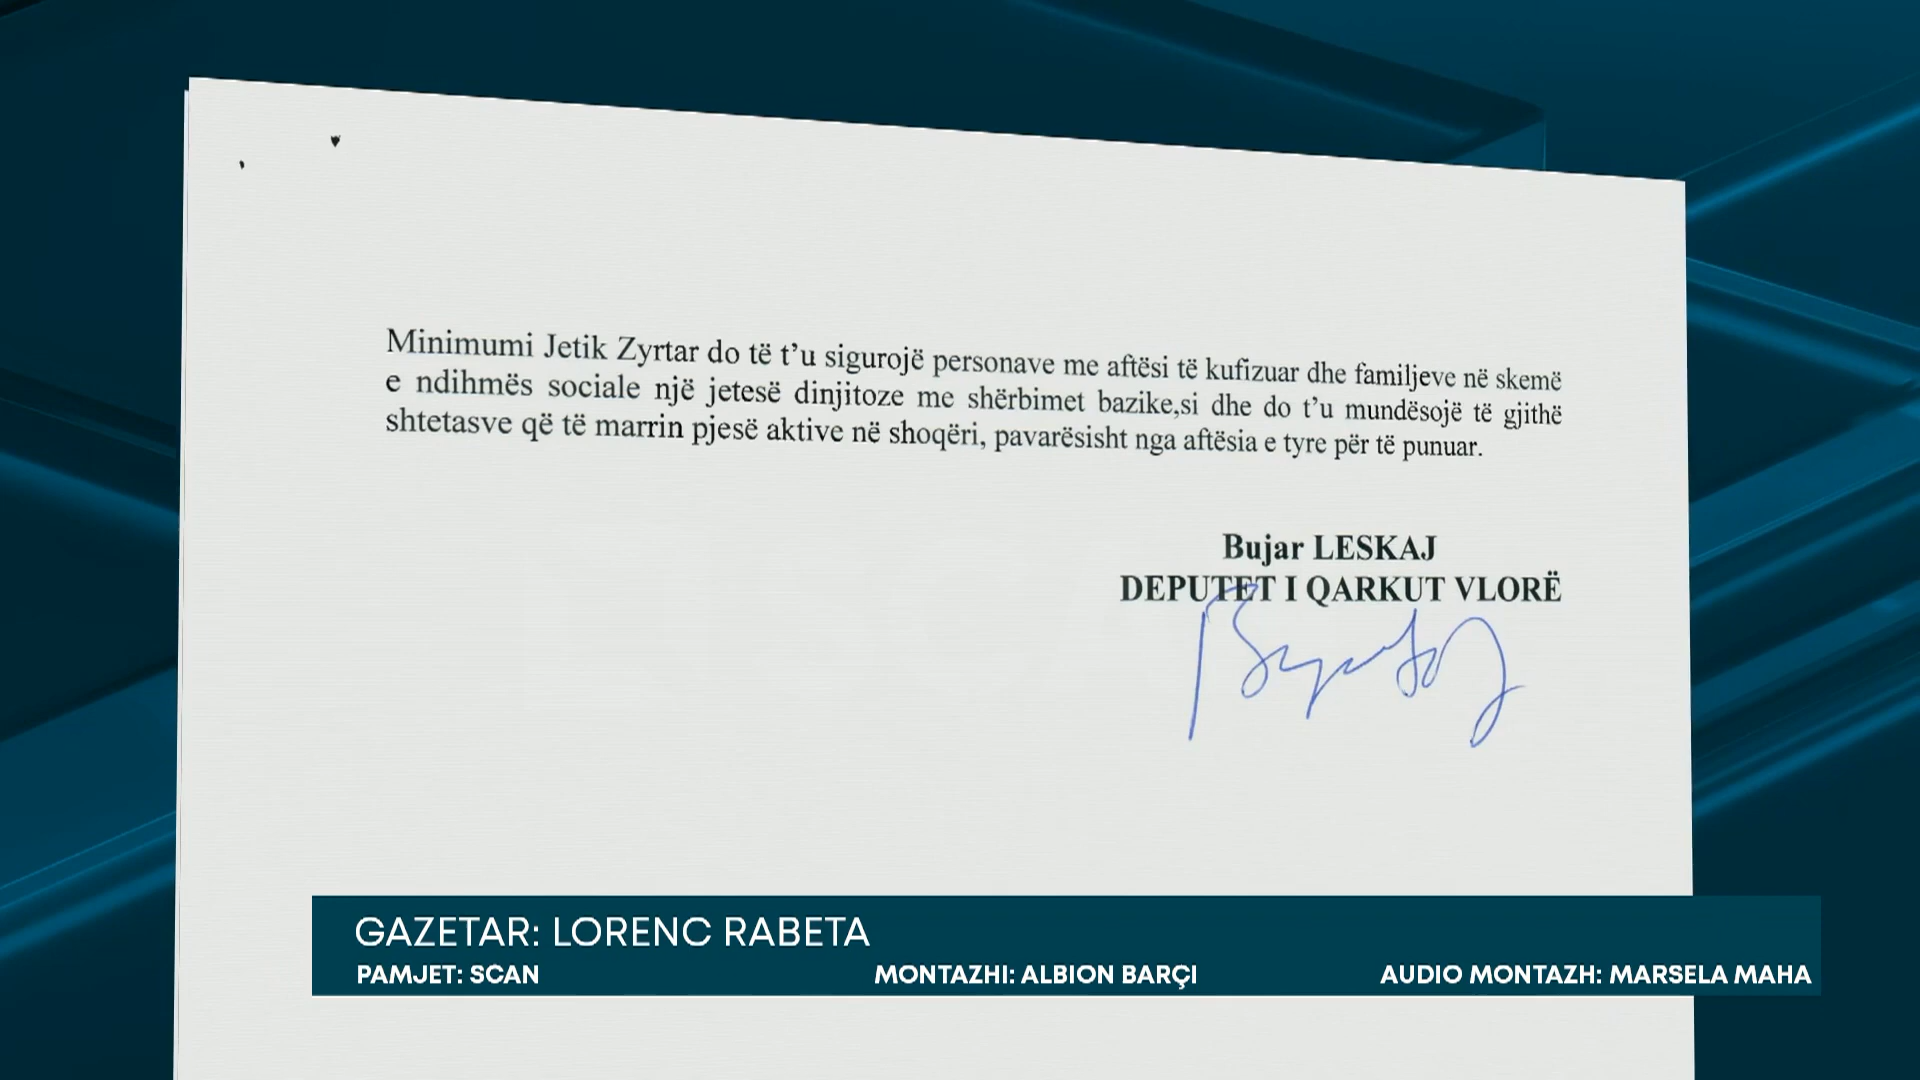 Minimumi Jetik Zyrtar do të t’u sigurojë personave me aftësi të kufizuar dhe familjeve në skemë
e ndihmës sociale një jetesë dinjitoze me shërbimet bazike,si dhe do t’u mundësojë të gjithë
shtetasve që të marrin pjesë aktive në shoqëri, pavarësisht nga aftësia e tyre për të punuar.
Bujar LESKAJ
DEPUTET I QARKUT VLORË
GAZETAR: LORENC RABETA
PAMJET: SCAN MONTAZHI: ALBION BARÇI AUDIO MONTAZH: MARSELA MAHA